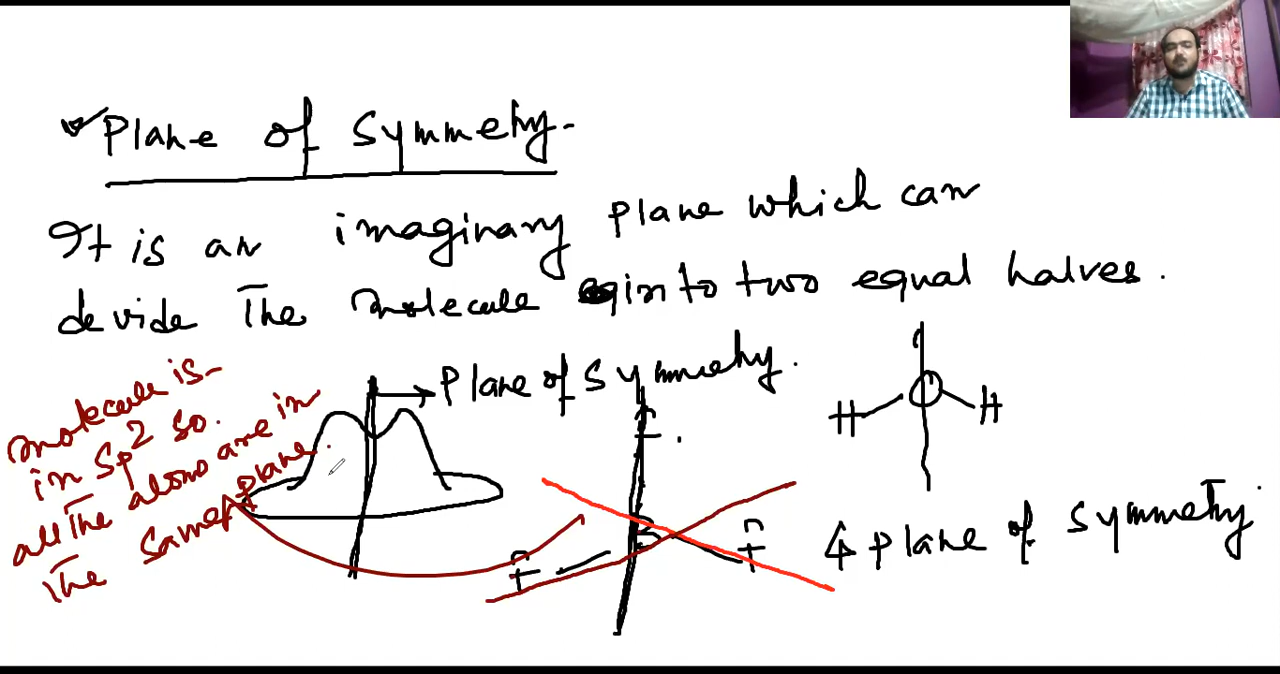 Plane of Symmetry.
It is an imaginary plane which can
devide The molecule into two equal halves.
Plane of Symmetry.
molecule is
in Sp2 so.
all The atoms are in
The same plane.
F
B
F
F
H
O
H
4 plane of symmetry